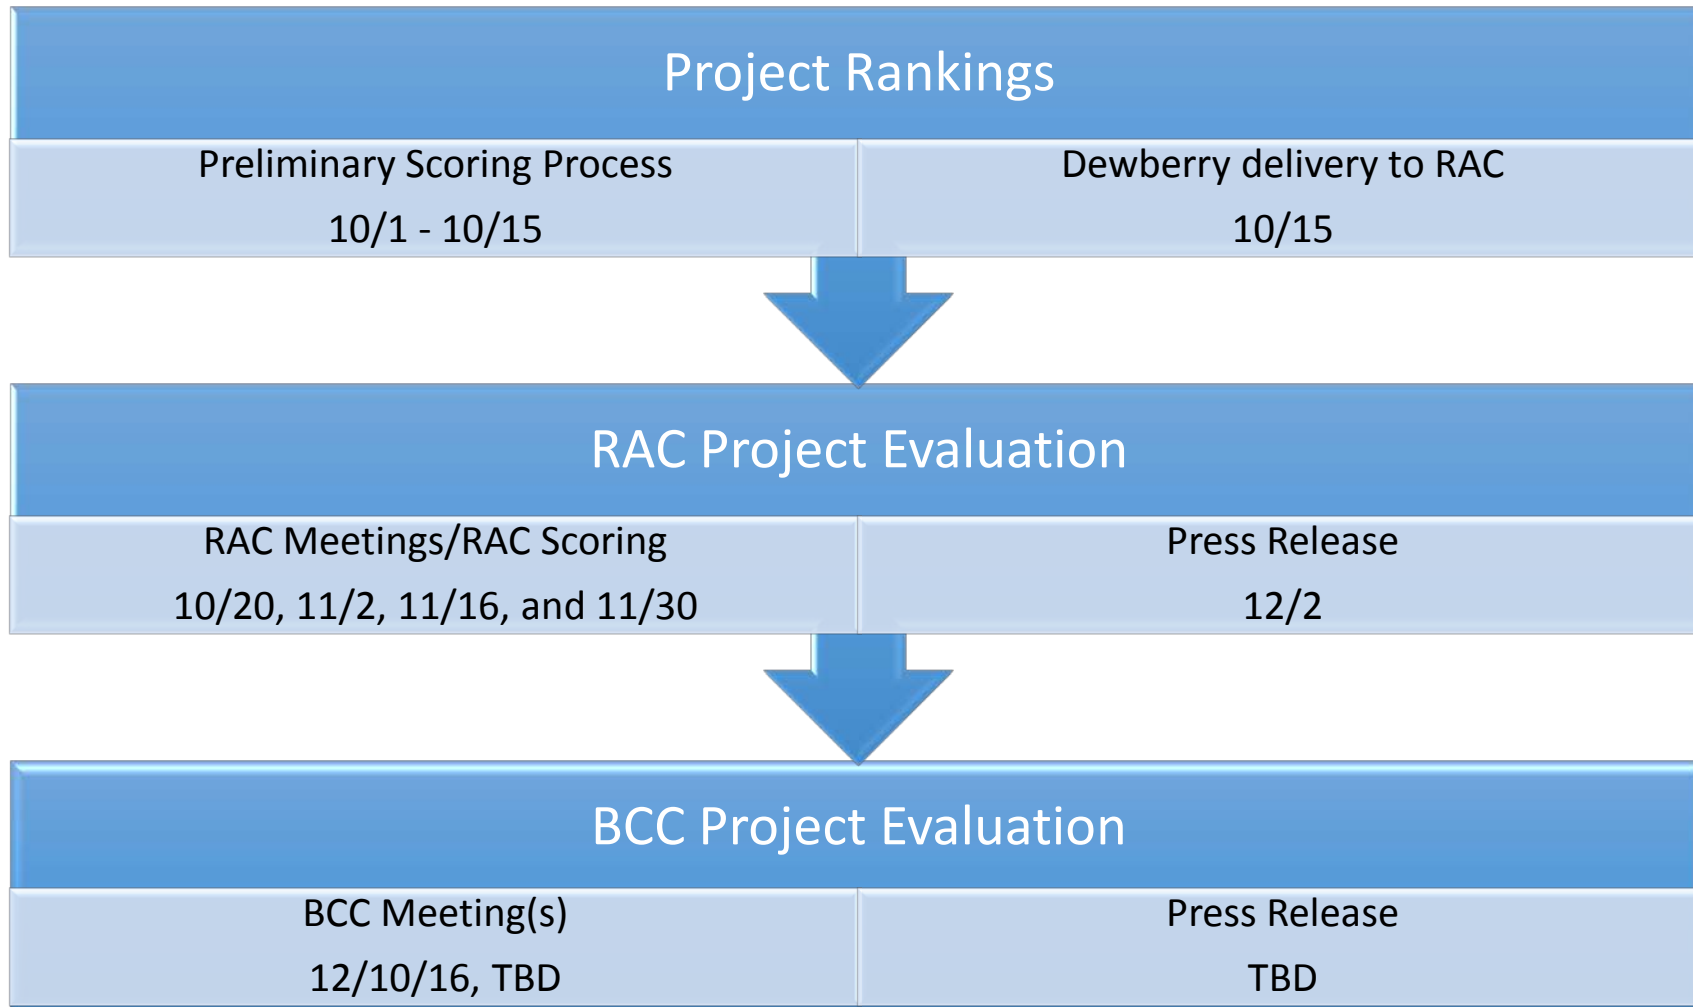 Project Rankings
Preliminary Scoring Process
10/1 - 10/15
Dewberry delivery to RAC
10/15
RAC Project Evaluation
RAC Meetings/RAC Scoring
10/20, 11/2, 11/16, and 11/30
Press Release
12/2
BCC Project Evaluation
BCC Meeting(s)
12/10/16, TBD
Press Release
TBD